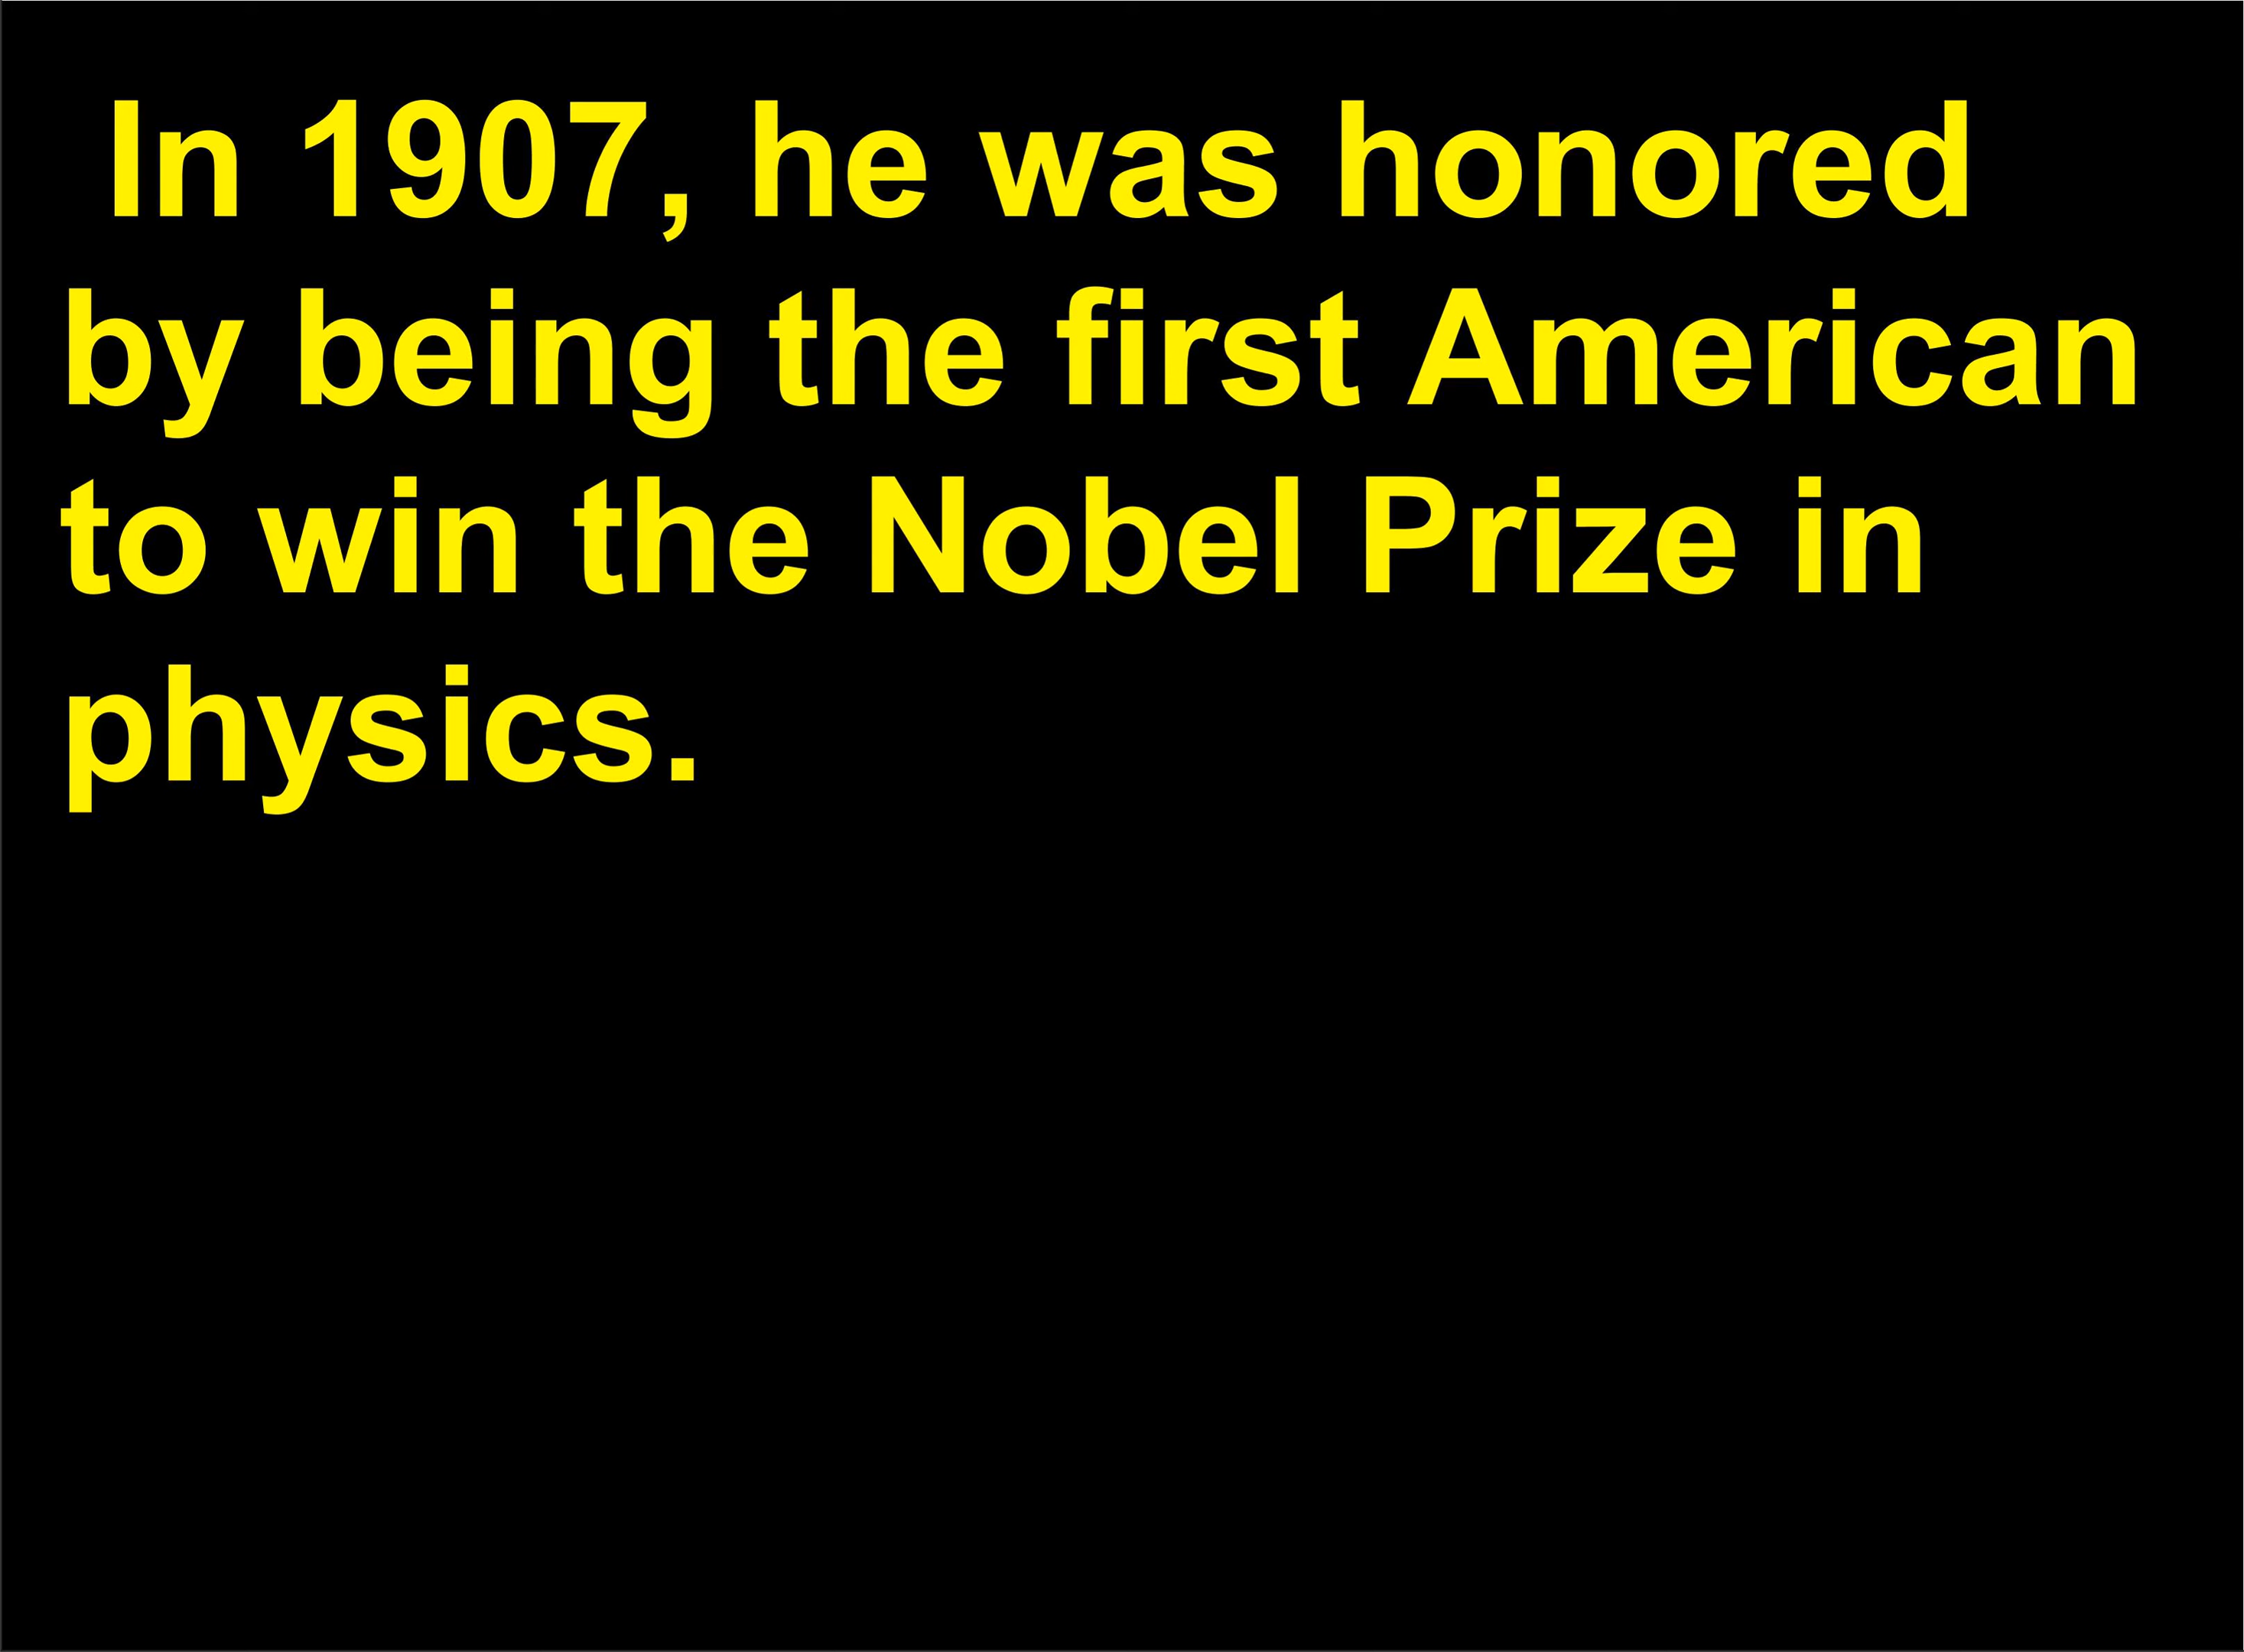 In 1907, he was honored
by being the first American
to win the Nobel Prize in
physics.